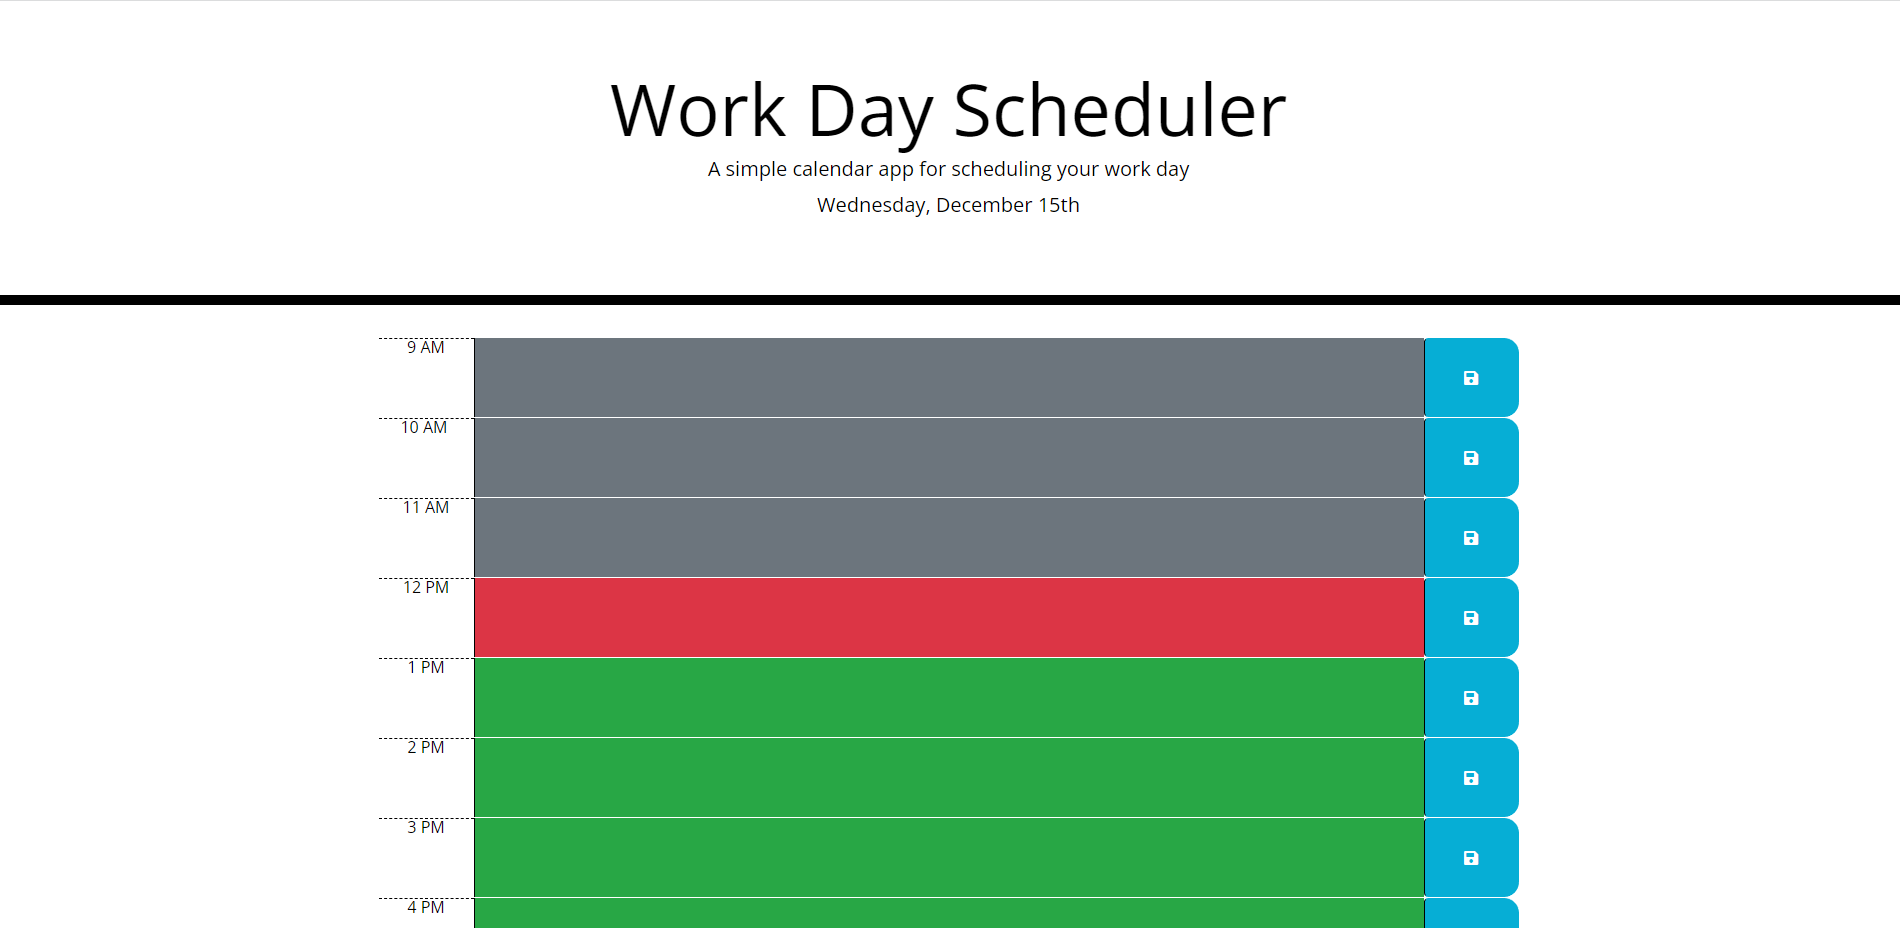 Work Day Scheduler
A simple calendar app for scheduling your work day
Wednesday, December 15th
9 AM
10 AM
11 AM
12 PM
1 PM
2 PM
3 PM
4 PM